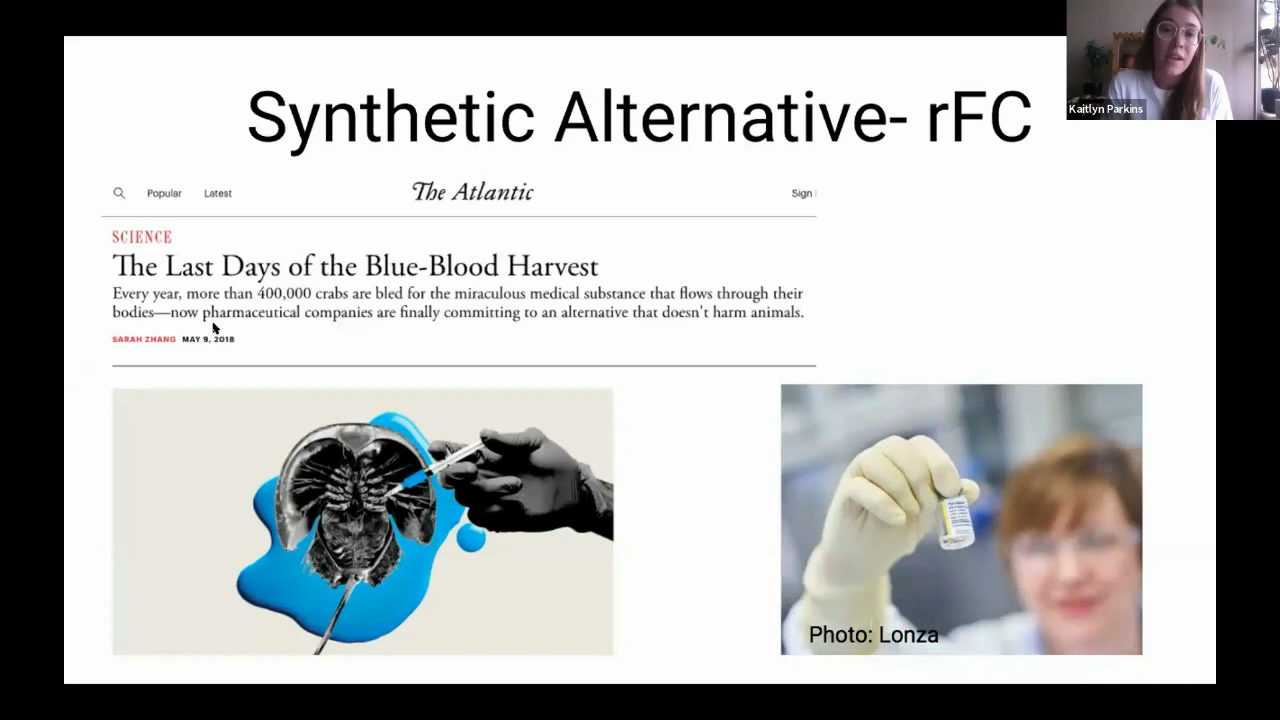 Kaitlyn Parkins
Synthetic Alternative- rFC
Popular Latest The Atlantic Sign
SCIENCE
The Last Days of the Blue-Blood Harvest
Every year, more than 400,000 crabs are bled for the miraculous medical substance that flows through their
bodies—now pharmaceutical companies are finally committing to an alternative that doesn't harm animals.
SARAH ZHANG MAY 9, 2018
Photo: Lonza